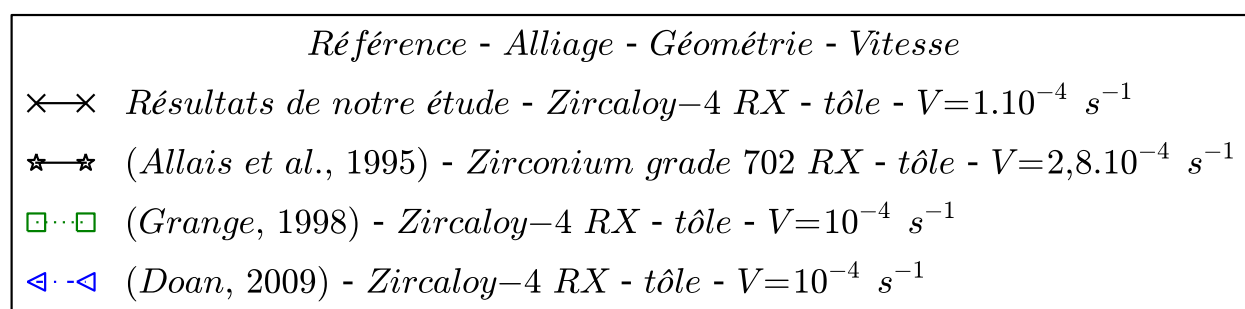 Référence - Alliage - Géométrie - Vitesse
Résultats de notre étude - Zircaloy−4 RX - tôle - V=1.10⁻⁴ s⁻¹
(Allais et al., 1995) - Zirconium grade 702 RX - tôle - V=2,8.10⁻⁴ s⁻¹
(Grange, 1998) - Zircaloy−4 RX - tôle - V=10⁻⁴ s⁻¹
(Doan, 2009) - Zircaloy−4 RX - tôle - V=10⁻⁴ s⁻¹